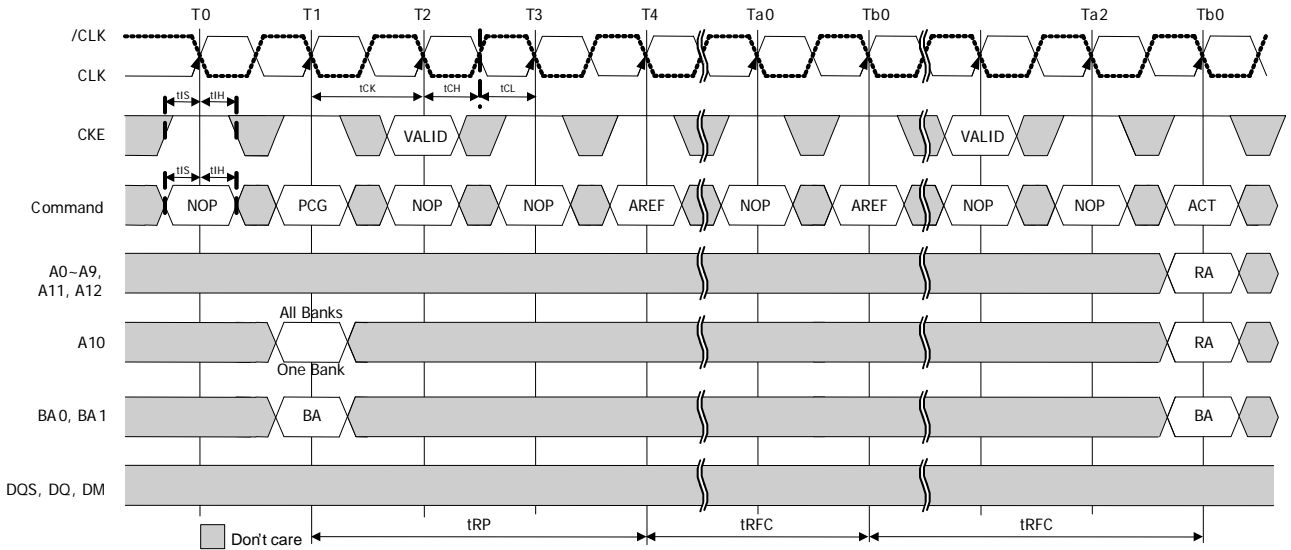 T0 T1 T2 T3 T4 Ta0 Tb0 Ta2 Tb0
/CLK
CLK
tCK tCH tCL
tIS tIH
CKE VALID VALID
tIS tIH
Command NOP PCG NOP NOP AREF NOP AREF NOP NOP ACT
A0~A9,
A11, A12
RA
All Banks
A10 RA
One Bank
BA0, BA1 BA BA
DQS, DQ, DM
tRP tRFC tRFC
Don't care